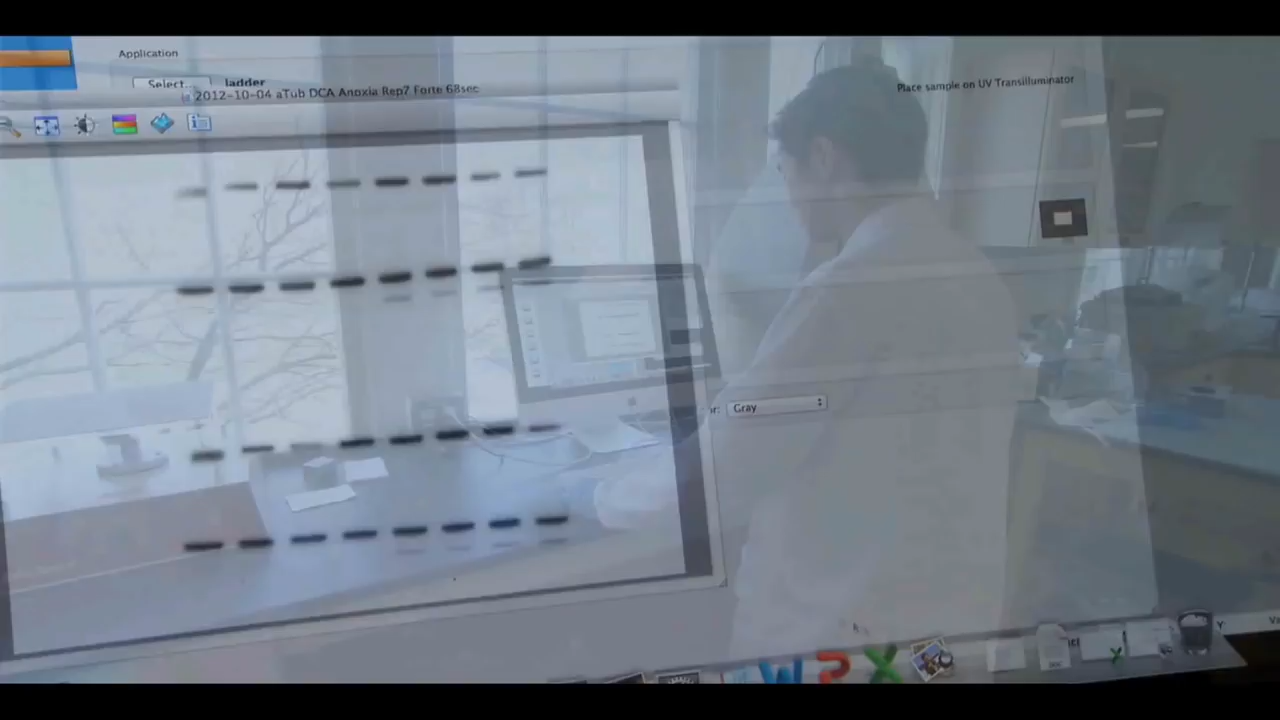 Application
Select... ladder
2012-10-04 aTub DCA Anoxia Rep7 Forte 68sec
Place sample on UV Transilluminator
Gray